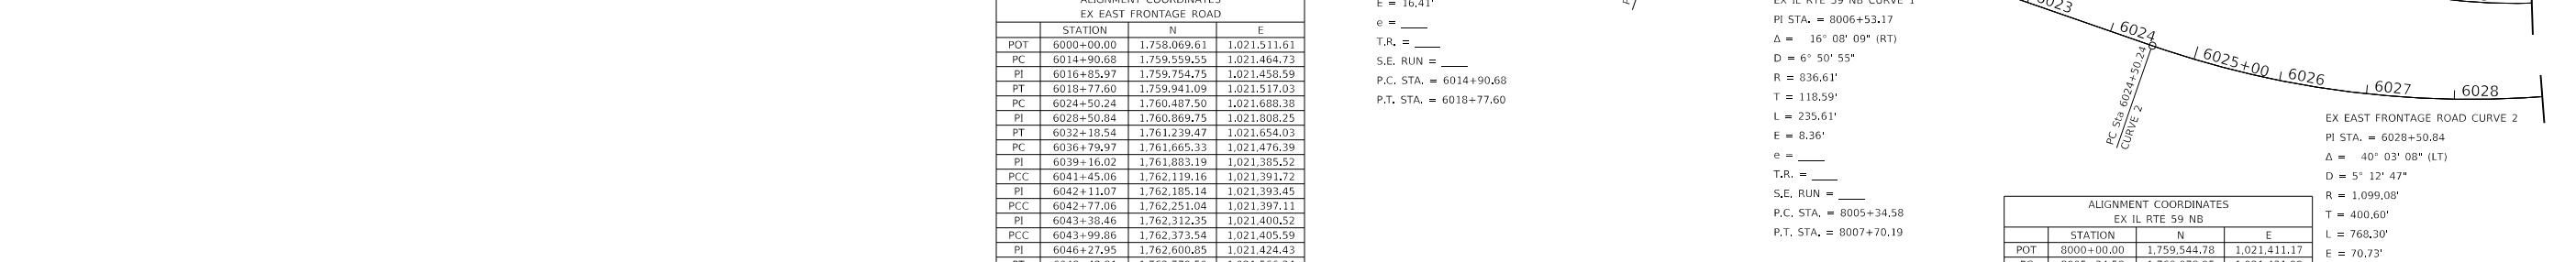 ALIGNMENT COORDINATES
EX EAST FRONTAGE ROAD
STATION N E
POT 6000+00.00 1,758,069.61 1,021,511.61
PC 6014+90.68 1,759,559.55 1,021,464.73
PI 6016+85.97 1,759,754.75 1,021,458.59
PT 6018+77.60 1,759,941.09 1,021,517.03
PC 6024+50.24 1,760,487.50 1,021,688.38
PI 6028+50.84 1,760,869.75 1,021,808.25
PT 6032+18.54 1,761,239.47 1,021,654.03
PC 6036+79.97 1,761,665.33 1,021,476.39
PI 6039+16.02 1,761,883.19 1,021,385.52
PCC 6041+45.06 1,762,119.16 1,021,391.72
PI 6042+11.07 1,762,185.14 1,021,393.45
PCC 6042+77.06 1,762,251.04 1,021,397.11
PI 6043+38.46 1,762,312.35 1,021,400.52
PCC 6043+99.86 1,762,373.54 1,021,405.59
PI 6046+27.95 1,762,600.85 1,021,424.43
E = 16.41'
e = ____
T.R. = ____
S.E. RUN = ____
P.C. STA. = 6014+90.68
P.T. STA. = 6018+77.60
EX IL RTE 59 NB CURVE 1
PI STA. = 8006+53.17
Δ = 16° 08' 09" (RT)
D = 6° 50' 55"
R = 836.61'
T = 118.59'
L = 235.61'
E = 8.36'
e = ____
T.R. = ____
S.E. RUN = ____
P.C. STA. = 8005+34.58
P.T. STA. = 8007+70.19
6023
6024
6025+00
6026
6027
6028
PC Sta 6024+50.24
CURVE 2
EX EAST FRONTAGE ROAD CURVE 2
PI STA. = 6028+50.84
Δ = 40° 03' 08" (LT)
D = 5° 12' 47"
R = 1,099.08'
T = 400.60'
L = 768.30'
E = 70.73'
ALIGNMENT COORDINATES
EX IL RTE 59 NB
STATION N E
POT 8000+00.00 1,759,544.78 1,021,411.17